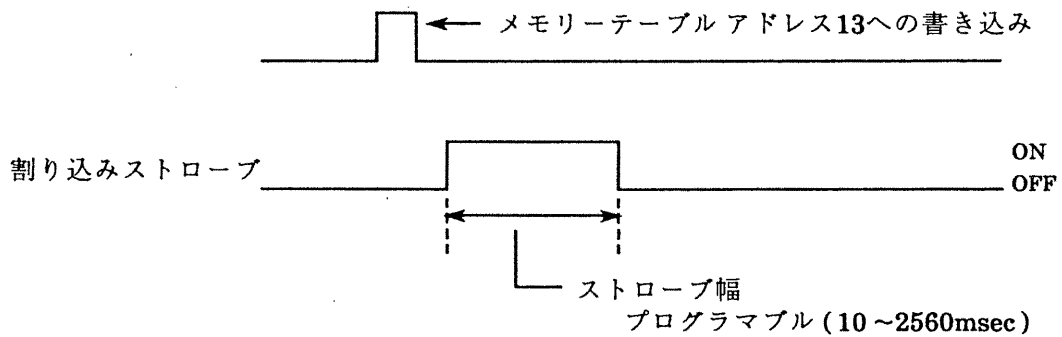 メモリーテーブル アドレス13への書き込み
割り込みストローブ
ON
OFF
ストローブ幅
プログラマブル ( 10 ~2560msec )